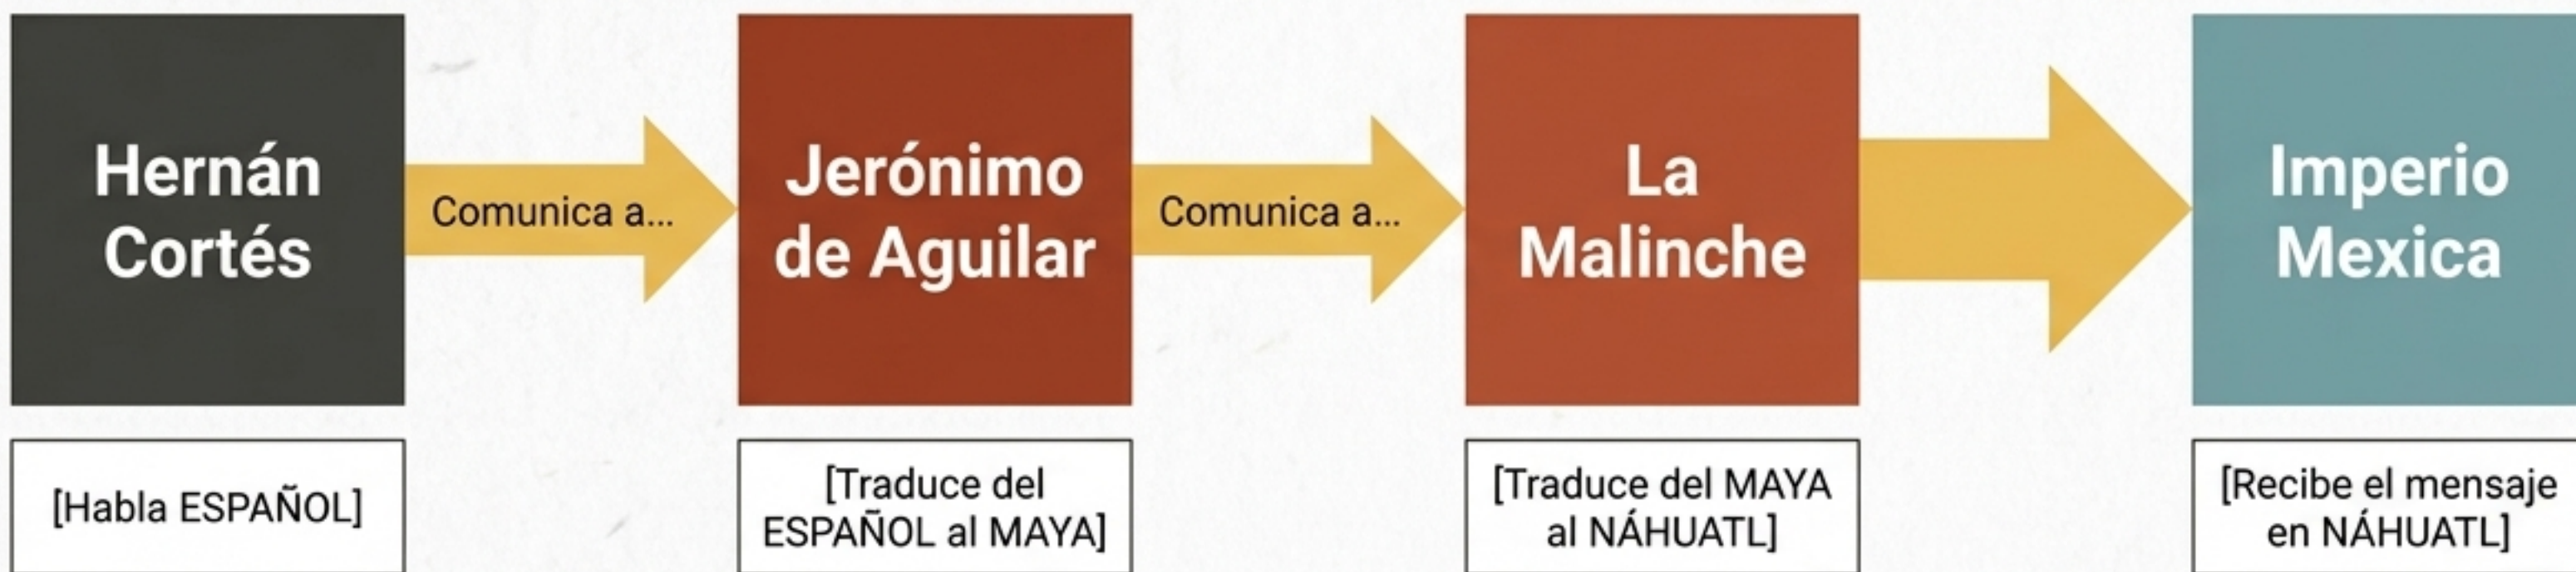 Hernán
Cortés
Comunica a...
Jerónimo
de Aguilar
Comunica a...
La
Malinche
Imperio
Mexica
[Habla ESPAÑOL]
[Traduce del
ESPAÑOL al MAYA]
[Traduce del MAYA
al NÁHUATL]
[Recibe el mensaje
en NÁHUATL]